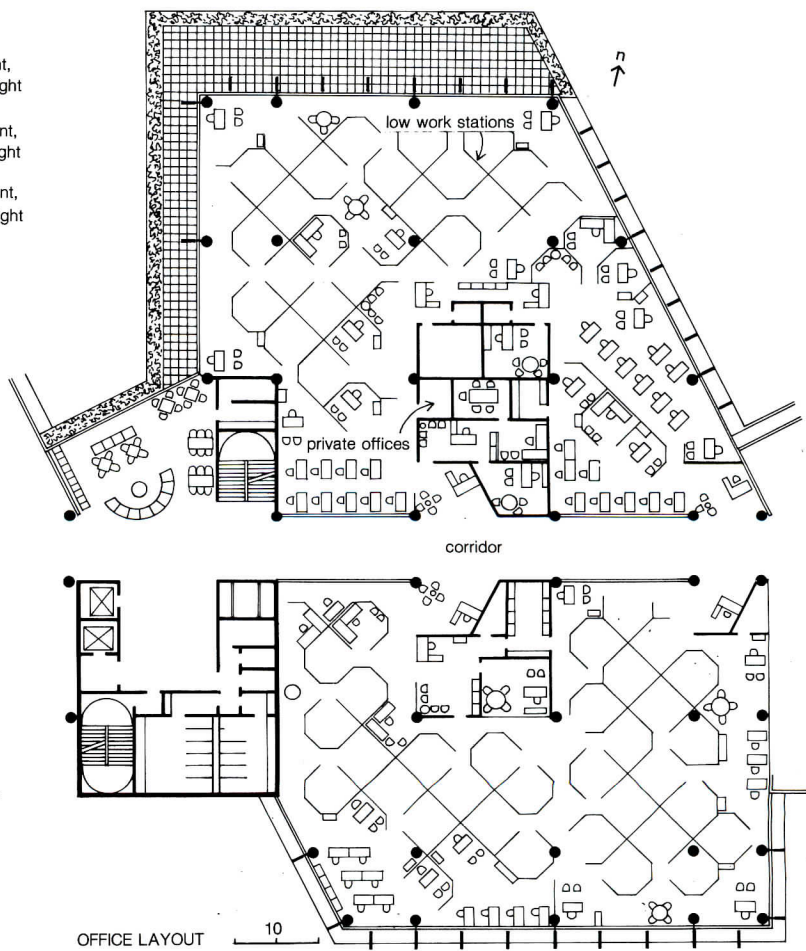 nt,
ght
nt,
ght
nt,
ght
n
low work stations
private offices
corridor
OFFICE LAYOUT
10